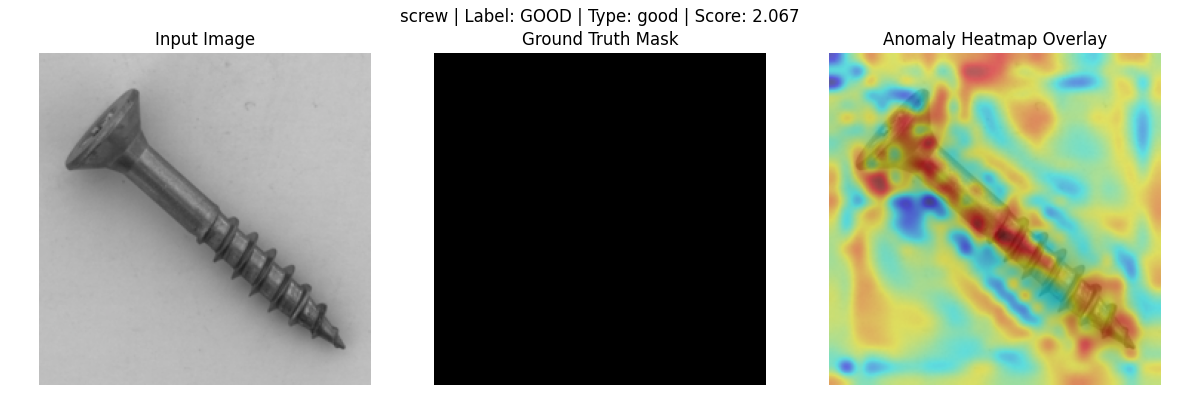 screw | Label: GOOD | Type: good | Score: 2.067
Input Image
Ground Truth Mask
Anomaly Heatmap Overlay